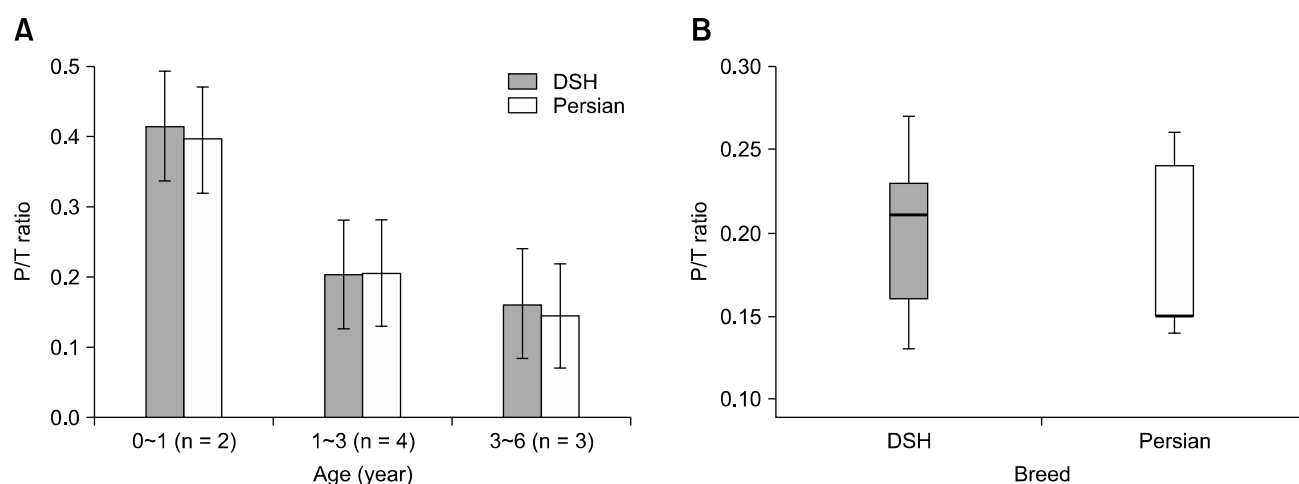 A
P/T ratio
0.5
0.4
0.3
0.2
0.1
0.0
DSH
Persian
0~1 (n = 2)
1~3 (n = 4)
3~6 (n = 3)
Age (year)
B
P/T ratio
0.30
0.25
0.20
0.15
0.10
DSH
Persian
Breed